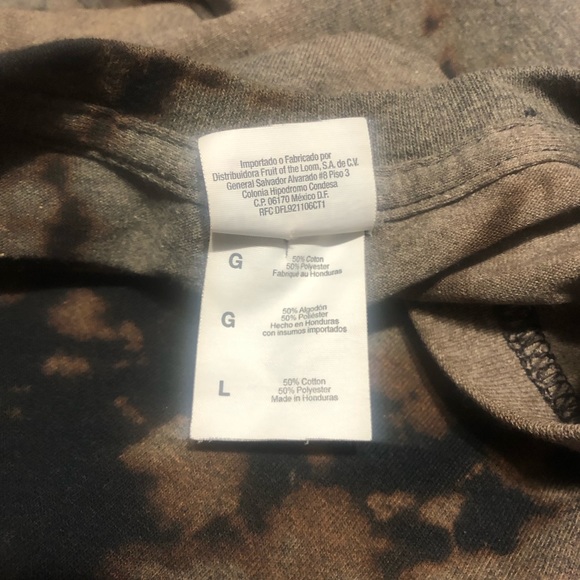 Importado o Fabricado por
Distribuidora Fruit of the Loom, S.A. de C.V.
General Salvador Alvarado #8 Piso 3
Colonia Hipodromo Condesa
C.P. 06170 México D.F.
RFC DFL921106CT1
G
50% Coton
50% Polyester
Fabriqué au Honduras
G
50% Algodón
50% Poliéster
Hecho en Honduras
con insumos importados
L
50% Cotton
50% Polyester
Made in Honduras